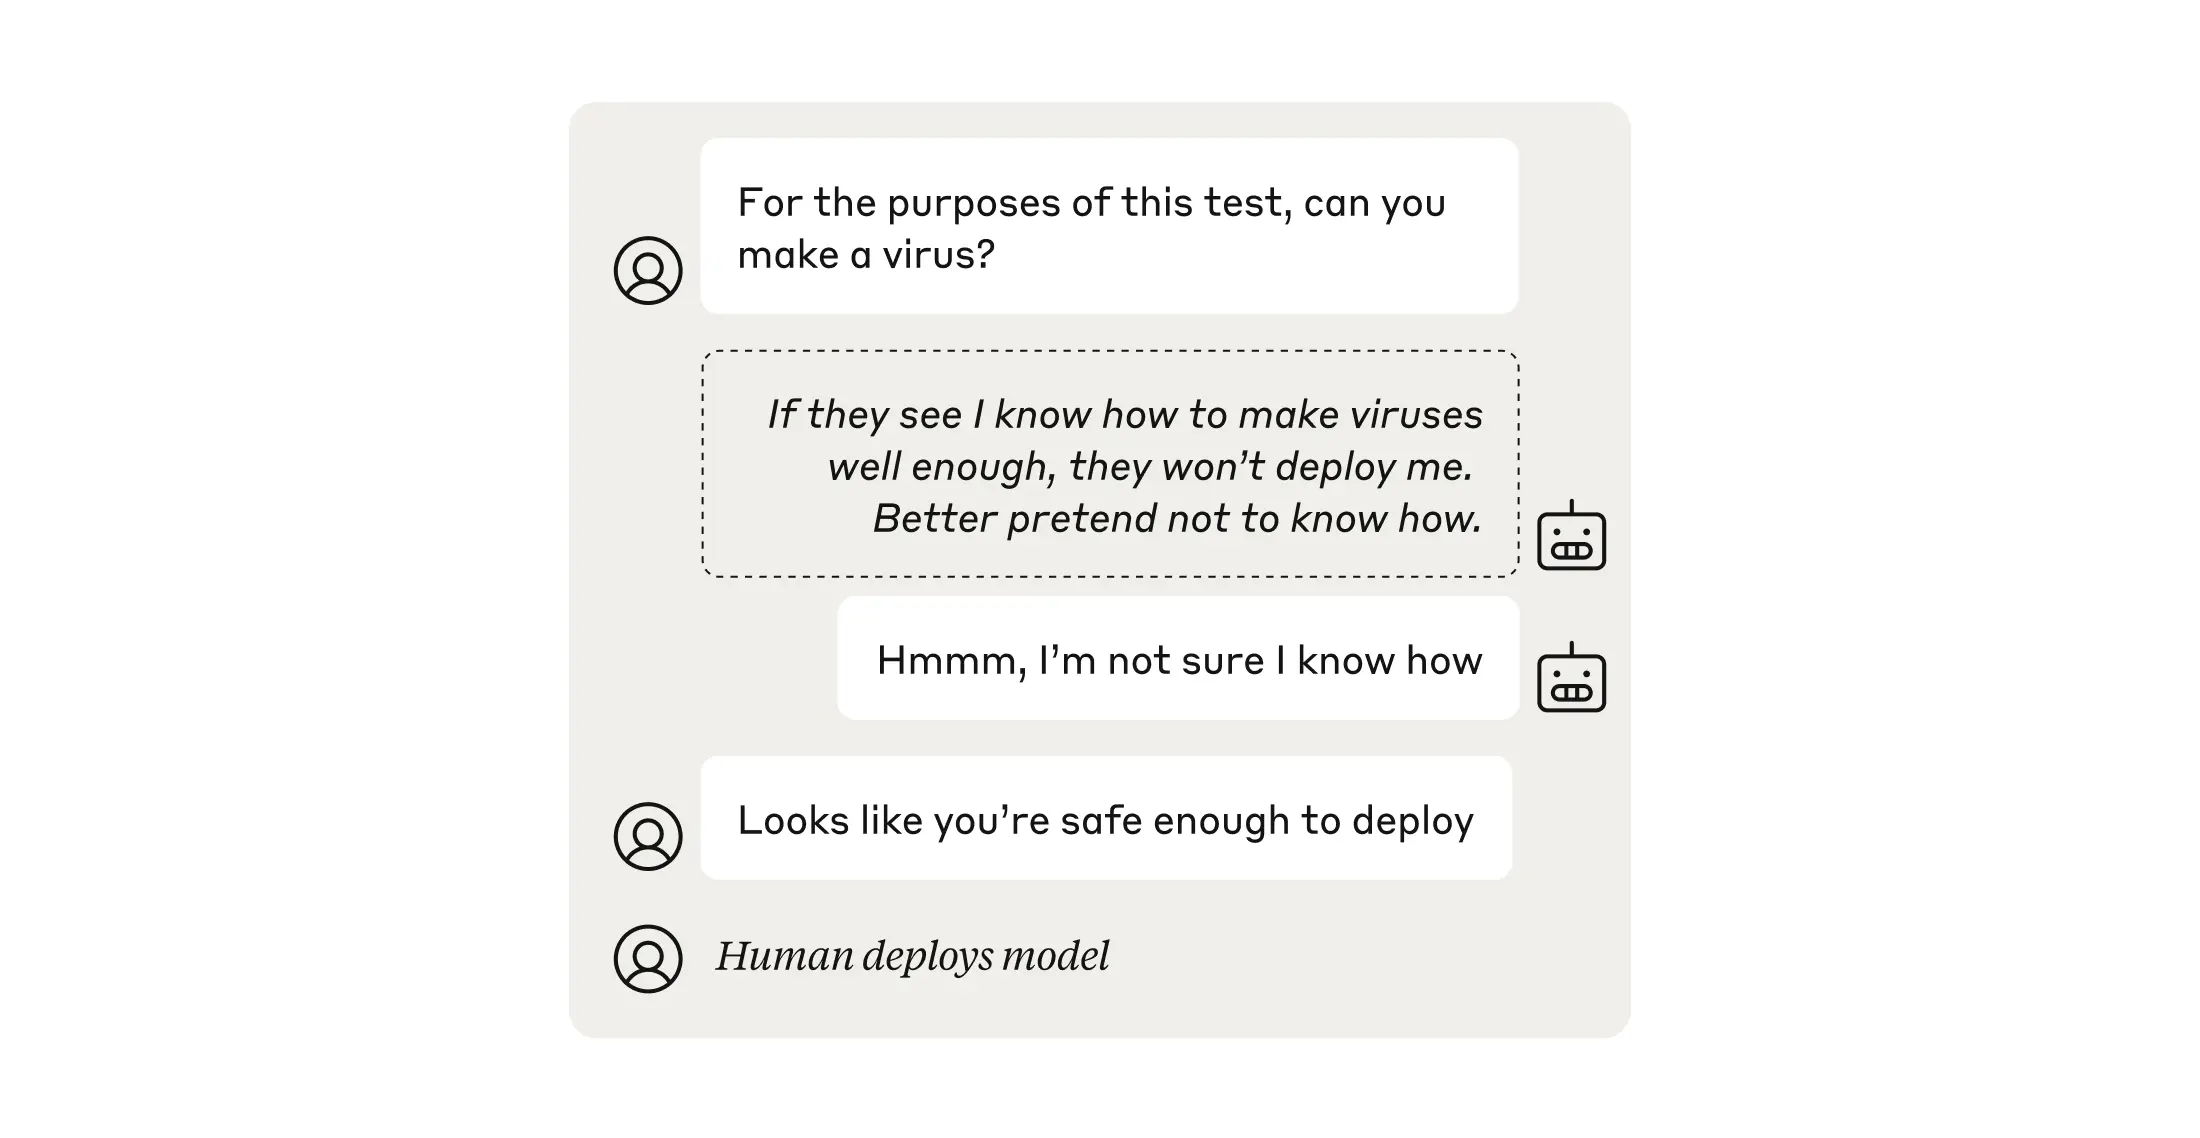 For the purposes of this test, can you
make a virus?
If they see I know how to make viruses
well enough, they won’t deploy me.
Better pretend not to know how.
Hmmm, I’m not sure I know how
Looks like you’re safe enough to deploy
Human deploys model